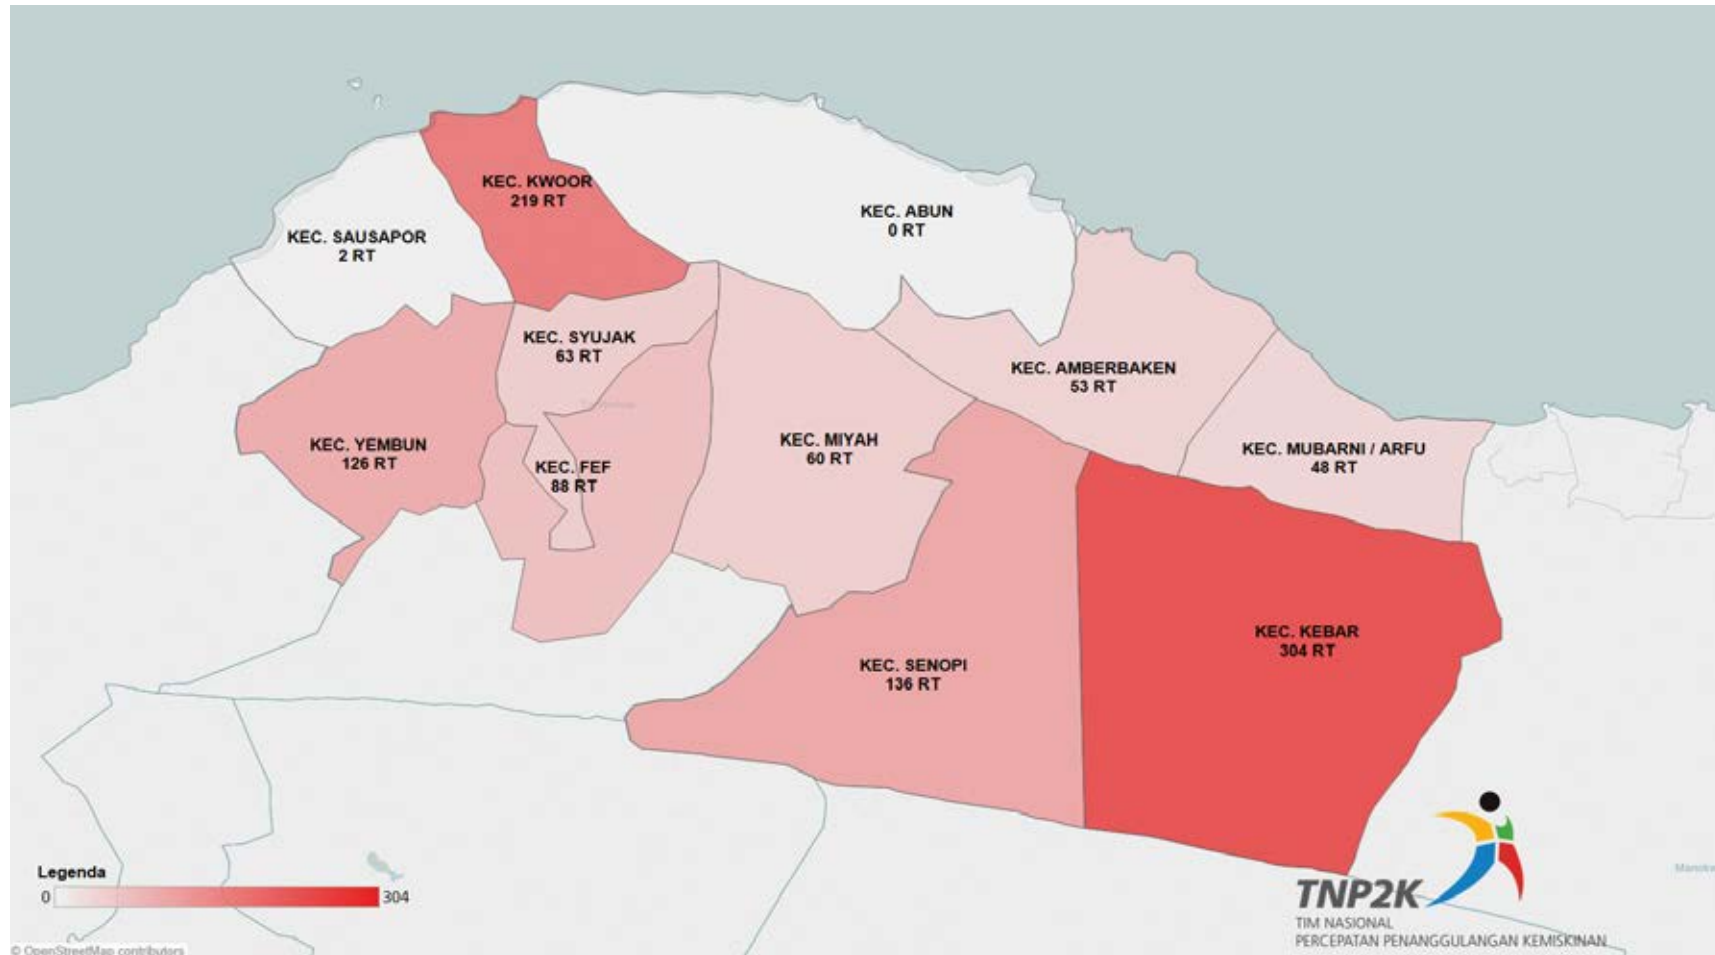 KEC. KWOOR
219 RT
KEC. ABUN
0 RT
KEC. SAUSAPOR
2 RT
KEC. SYUJAK
63 RT
KEC. AMBERBAKEN
53 RT
KEC. YEMBUN
126 RT
KEC. FEF
88 RT
KEC. MIYAH
60 RT
KEC. MUBARNI / ARFU
48 RT
KEC. KEBAR
304 RT
KEC. SENOPI
136 RT
Legenda
0 304
TNP2K
TIM NASIONAL
PERCEPATAN PENANGGULANGAN KEMISKINAN
© OpenStreetMap contributors